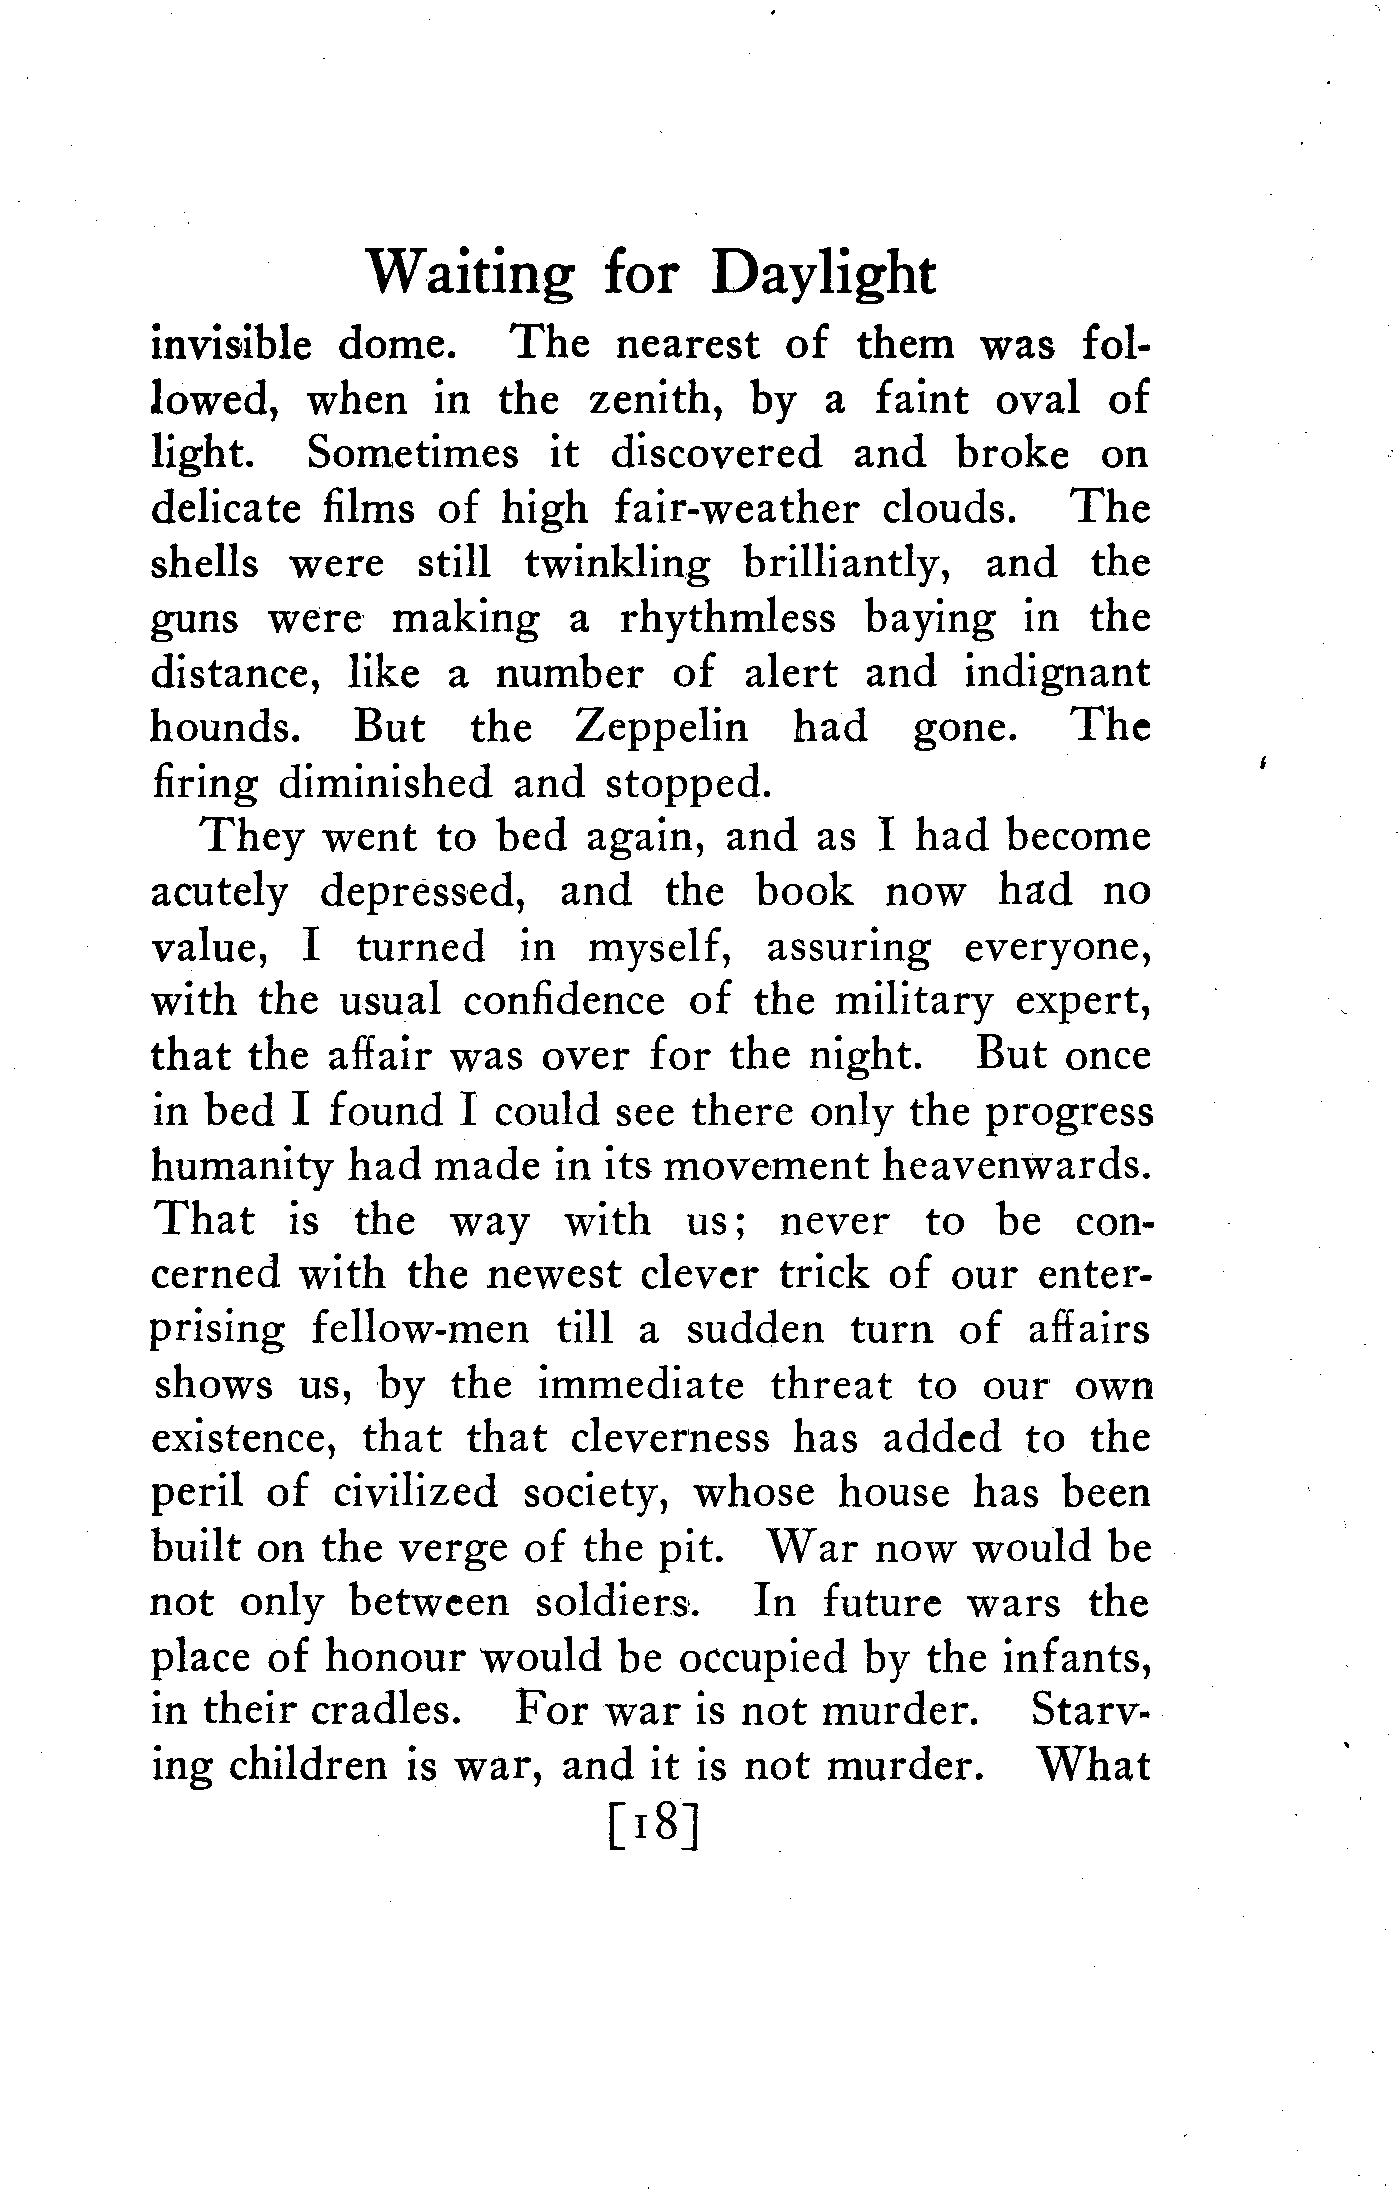 Waiting for Daylight
invisible dome. The nearest of them was fol-
lowed, when in the zenith, by a faint oval of
light. Sometimes it discovered and broke on
delicate films of high fair-weather clouds. The
shells were still twinkling brilliantly, and the
guns were making a rhythmless baying in the
distance, like a number of alert and indignant
hounds. But the Zeppelin had gone. The
firing diminished and stopped.
They went to bed again, and as I had become
acutely depressed, and the book now had no
value, I turned in myself, assuring everyone,
with the usual confidence of the military expert,
that the affair was over for the night. But once
in bed I found I could see there only the progress
humanity had made in its movement heavenwards.
That is the way with us; never to be con-
cerned with the newest clever trick of our enter-
prising fellow-men till a sudden turn of affairs
shows us, by the immediate threat to our own
existence, that that cleverness has added to the
peril of civilized society, whose house has been
built on the verge of the pit. War now would be
not only between soldiers. In future wars the
place of honour would be occupied by the infants,
in their cradles. For war is not murder. Starv-
ing children is war, and it is not murder. What
[18]